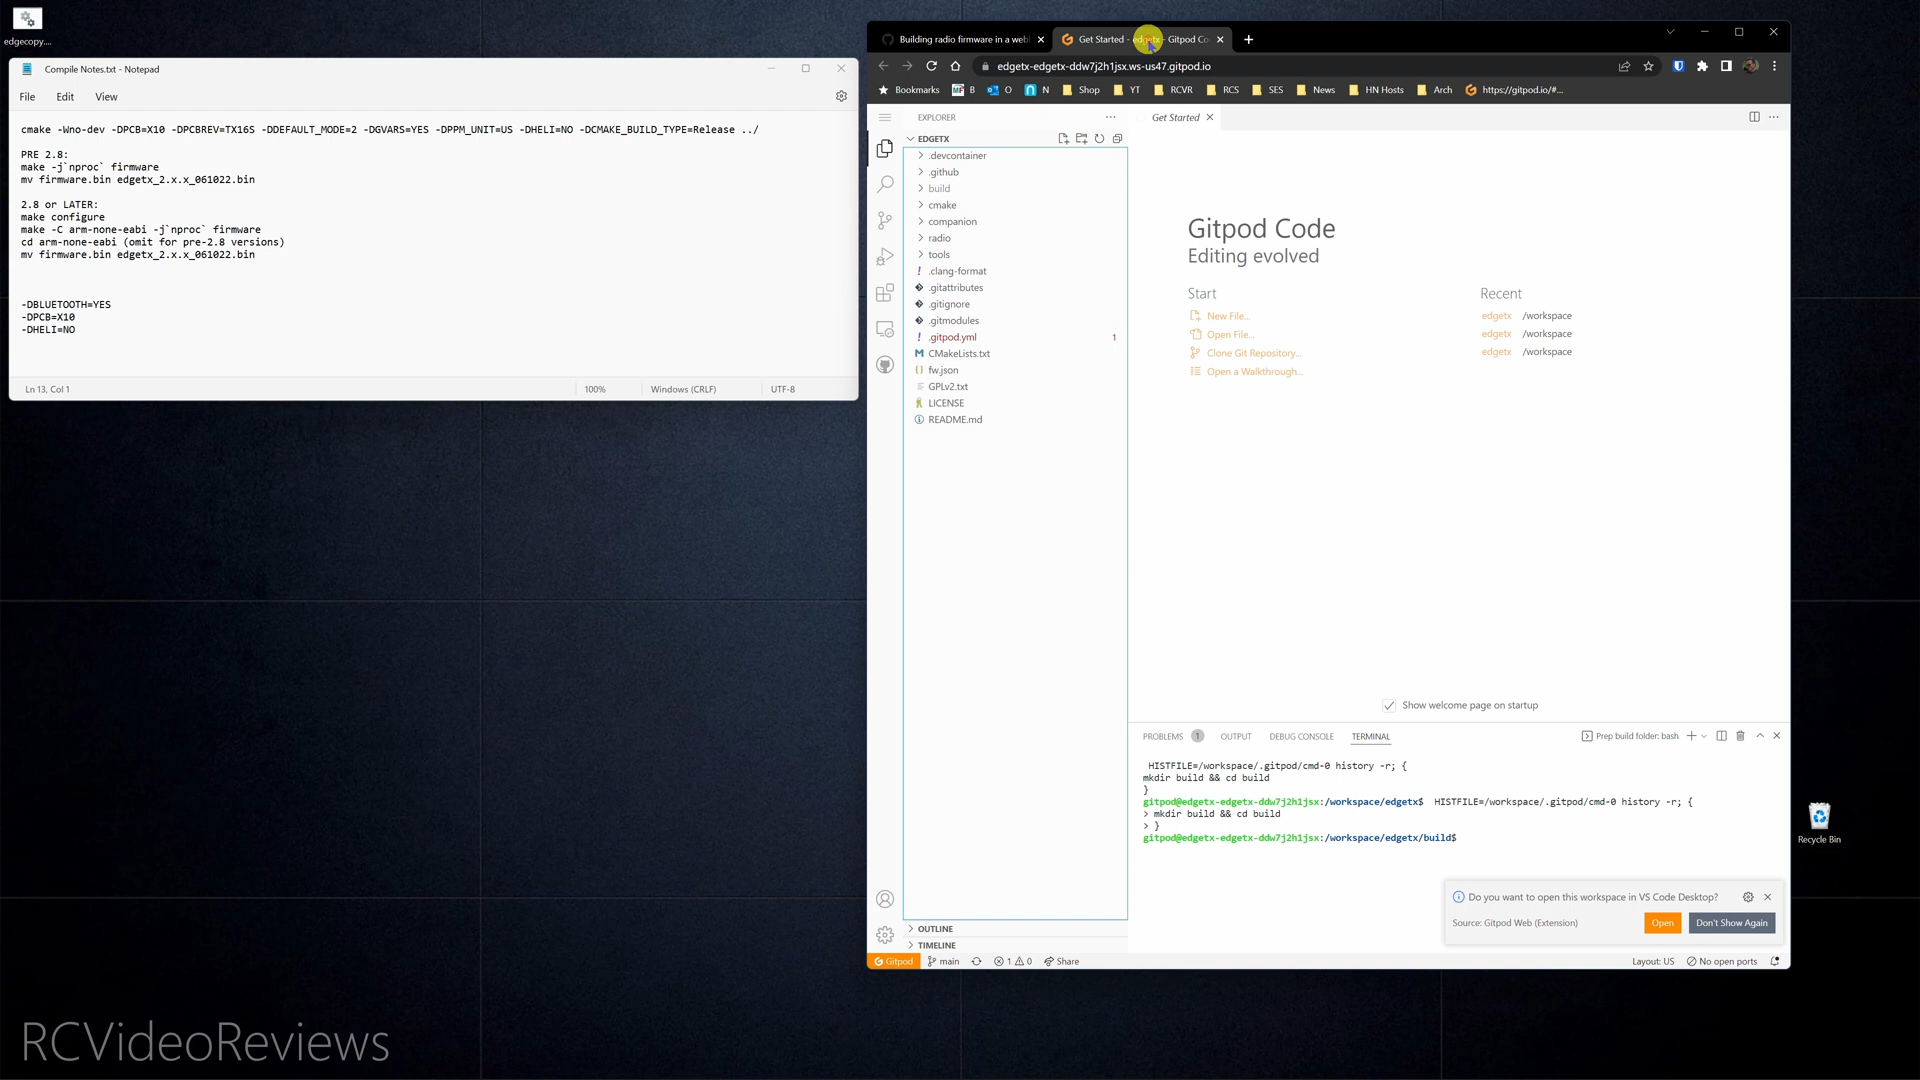 edgecopy....
Compile Notes.txt - Notepad
File Edit View
cmake -Wno-dev -DPCB=X10 -DPCBREV=TX16S -DDEFAULT_MODE=2 -DGVARS=YES -DPPM_UNIT=US -DHELI=NO -DCMAKE_BUILD_TYPE=Release ../
PRE 2.8:
make -j`nproc` firmware
mv firmware.bin edgetx_2.x.x_061022.bin
2.8 or LATER:
make configure
make -C arm-none-eabi -j`nproc` firmware
cd arm-none-eabi (omit for pre-2.8 versions)
mv firmware.bin edgetx_2.x.x_061022.bin
-DBLUETOOTH=YES
-DPCB=X10
-DHELI=NO
Ln 13, Col 1 100% Windows (CRLF) UTF-8
Building radio firmware in a web Get Started - edgetx - Gitpod Co
edgetx-edgetx-ddw7j2h1jsx.ws-us47.gitpod.io
Bookmarks B O N Shop YT RCVR RCS SES News HN Hosts Arch https://gitpod.io/#...
EXPLORER
Get Started
EDGETX
.devcontainer
.github
build
cmake
companion
radio
tools
.clang-format
.gitattributes
.gitignore
.gitmodules
.gitpod.yml 1
CMakeLists.txt
fw.json
GPLv2.txt
LICENSE
README.md
OUTLINE
TIMELINE
Gitpod Code
Editing evolved
Start
New File...
Open File...
Clone Git Repository...
Open a Walkthrough...
Recent
edgetx /workspace
edgetx /workspace
edgetx /workspace
Show welcome page on startup
PROBLEMS 1 OUTPUT DEBUG CONSOLE TERMINAL Prep build folder: bash
HISTFILE=/workspace/.gitpod/cmd-0 history -r; {
mkdir build && cd build
}
gitpod@edgetx-edgetx-ddw7j2h1jsx:/workspace/edgetx$ HISTFILE=/workspace/.gitpod/cmd-0 history -r; {
> mkdir build && cd build
> }
gitpod@edgetx-edgetx-ddw7j2h1jsx:/workspace/edgetx/build$
Do you want to open this workspace in VS Code Desktop?
Source: Gitpod Web (Extension) Open Don't Show Again
Gitpod main 1 0 Share Layout: US No open ports
Recycle Bin
RCVideoReviews